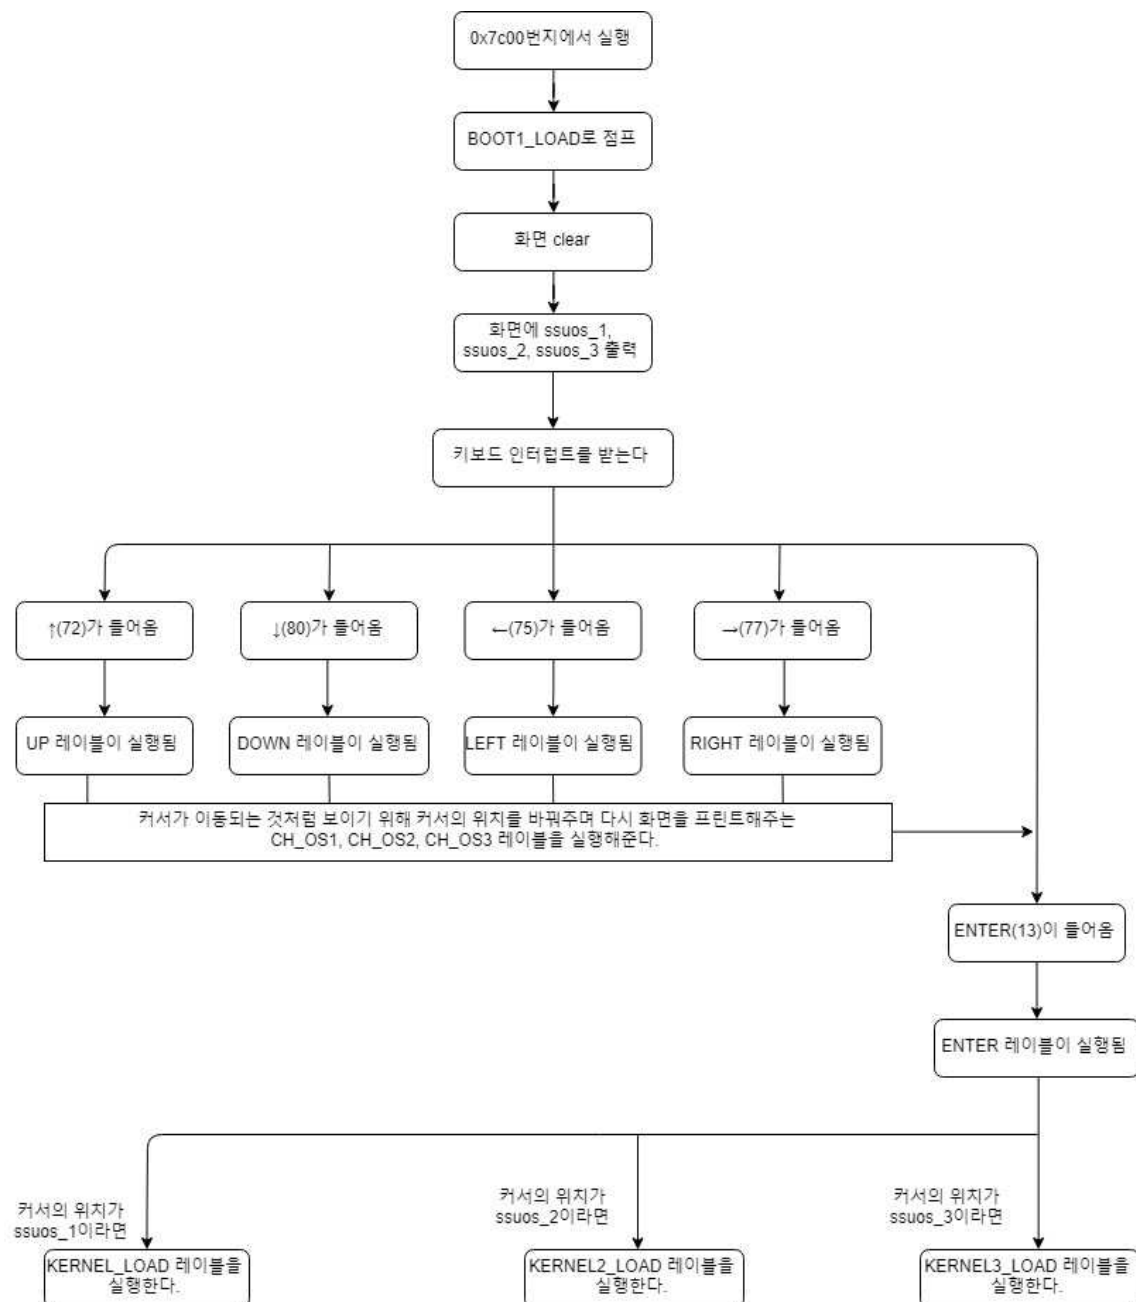 0x7c00번지에서 실행
BOOT1_LOAD로 점프
화면 clear
화면에 ssuos_1,
ssuos_2, ssuos_3 출력
키보드 인터럽트를 받는다
↑(72)가 들어옴
↓(80)가 들어옴
←(75)가 들어옴
→(77)가 들어옴
UP 레이블이 실행됨
DOWN 레이블이 실행됨
LEFT 레이블이 실행됨
RIGHT 레이블이 실행됨
커서가 이동되는 것처럼 보이기 위해 커서의 위치를 바꿔주며 다시 화면을 프린트해주는
CH_OS1, CH_OS2, CH_OS3 레이블을 실행해준다.
ENTER(13)이 들어옴
ENTER 레이블이 실행됨
커서의 위치가
ssuos_1이라면
커서의 위치가
ssuos_2이라면
커서의 위치가
ssuos_3이라면
KERNEL_LOAD 레이블을
실행한다.
KERNEL2_LOAD 레이블을
실행한다.
KERNEL3_LOAD 레이블을
실행한다.